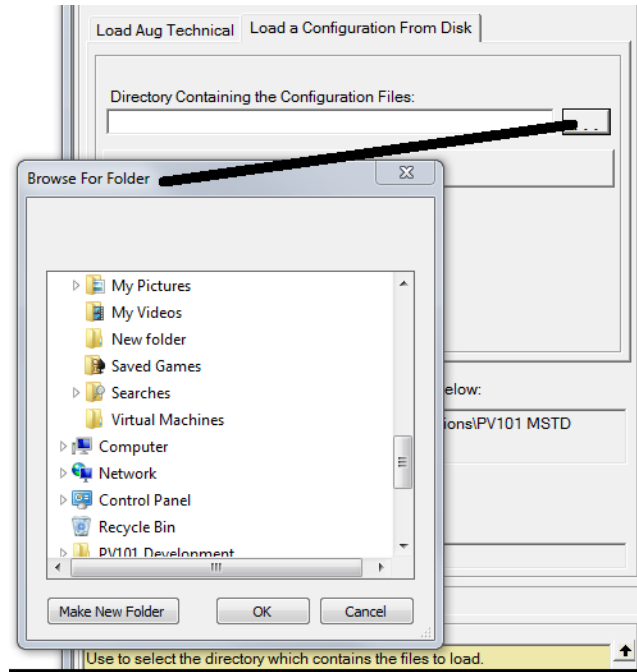 Load Aug Technical
Load a Configuration From Disk
Directory Containing the Configuration Files:
. .
Browse For Folder
My Pictures
My Videos
New folder
Saved Games
Searches
Virtual Machines
Computer
Network
Control Panel
Recycle Bin
PV101 Development
Make New Folder
OK
Cancel
elow:
ions\PV101 MSTD
Use to select the directory which contains the files to load.